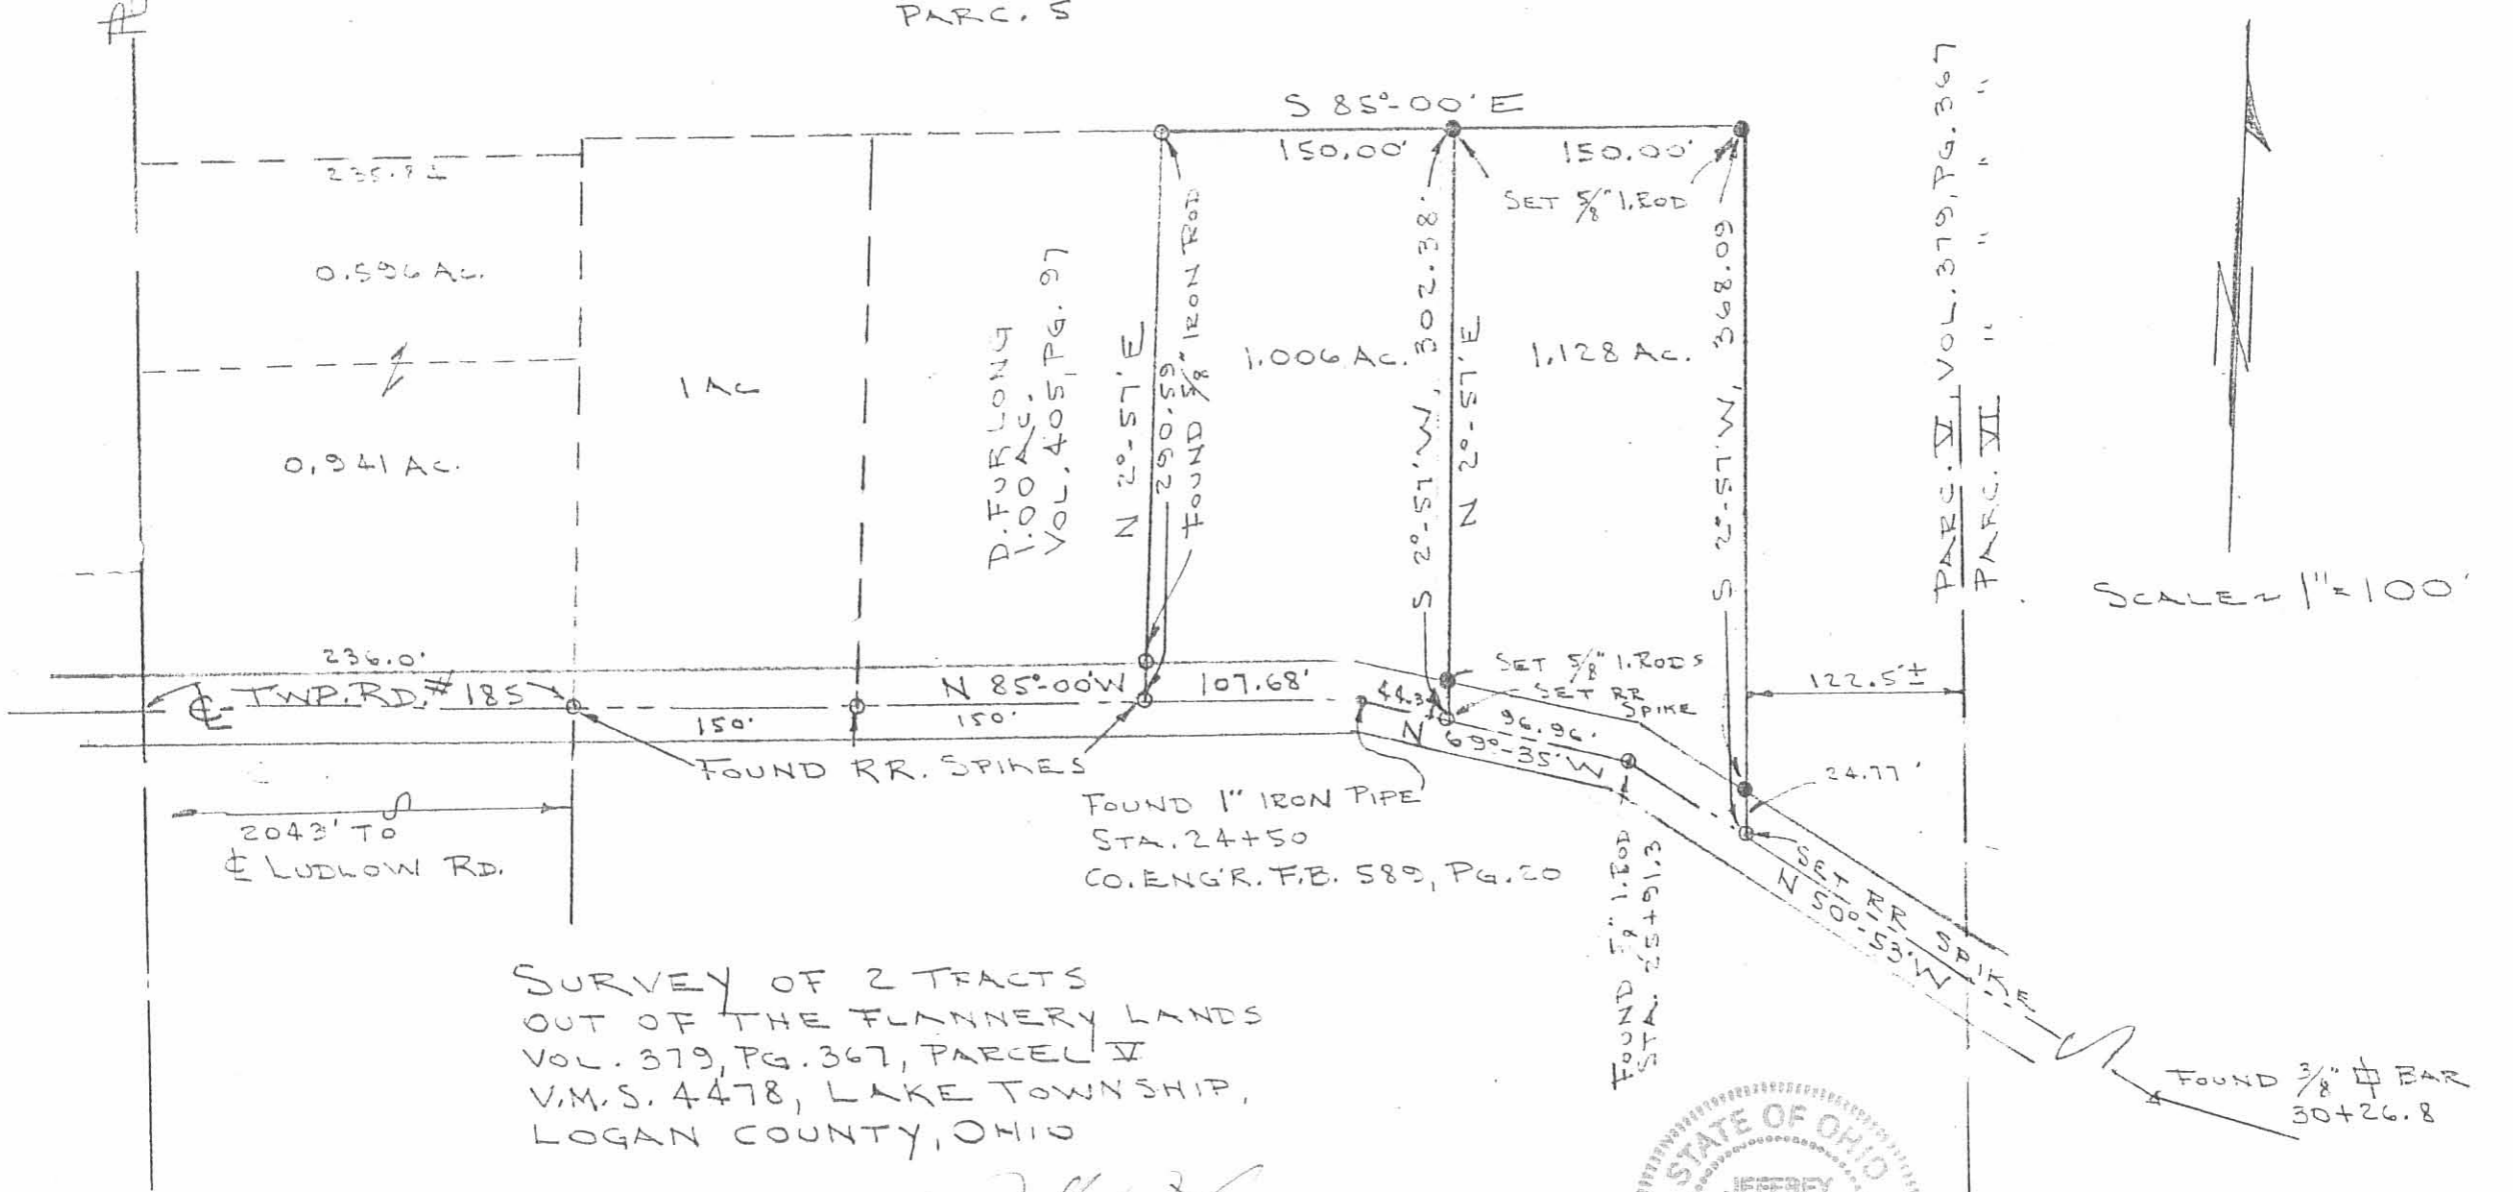 PARC. 5
S 85°-00' E
150.00' 150.00'
SET 5/8" I.ROD
0.596 AC.
0.941 AC.
1 AC
D. FURLONG
1.00 AC.
VOL. 405, PG. 97
N 2°-57' E
290.59
FOUND 5/8" IRON ROD
1.006 AC.
S 2°-57' W, 302.38'
N 2°-57' E
1.128 AC.
S 2°-57' W, 368.09
PARC. V, VOL. 379, PG. 367
PARC. VI " " " "
N
SCALE ~ 1" = 100'
236.0'
℄ TWP. RD. # 185
150'
N 85°-00'W
150'
107.68'
SET 5/8" I.RODS
SET RR
SPIKE
96.96'
N 69°-35'W
122.5'±
24.77'
FOUND RR. SPIKES
FOUND 1" IRON PIPE
STA. 24+50
CO. ENG'R. F.B. 589, PG. 20
2043' TO
℄ LUDLOW RD.
FOUND I.ROD
STA. 25+91.3
SET RR SPIKE
N 50°-53'W
FOUND 3/8" BAR
30+26.8
SURVEY OF 2 TRACTS
OUT OF THE FLANNERY LANDS
VOL. 379, PG. 367, PARCEL V
V.M.S. 4478, LAKE TOWNSHIP,
LOGAN COUNTY, OHIO
STATE OF OHIO
JEFFREY